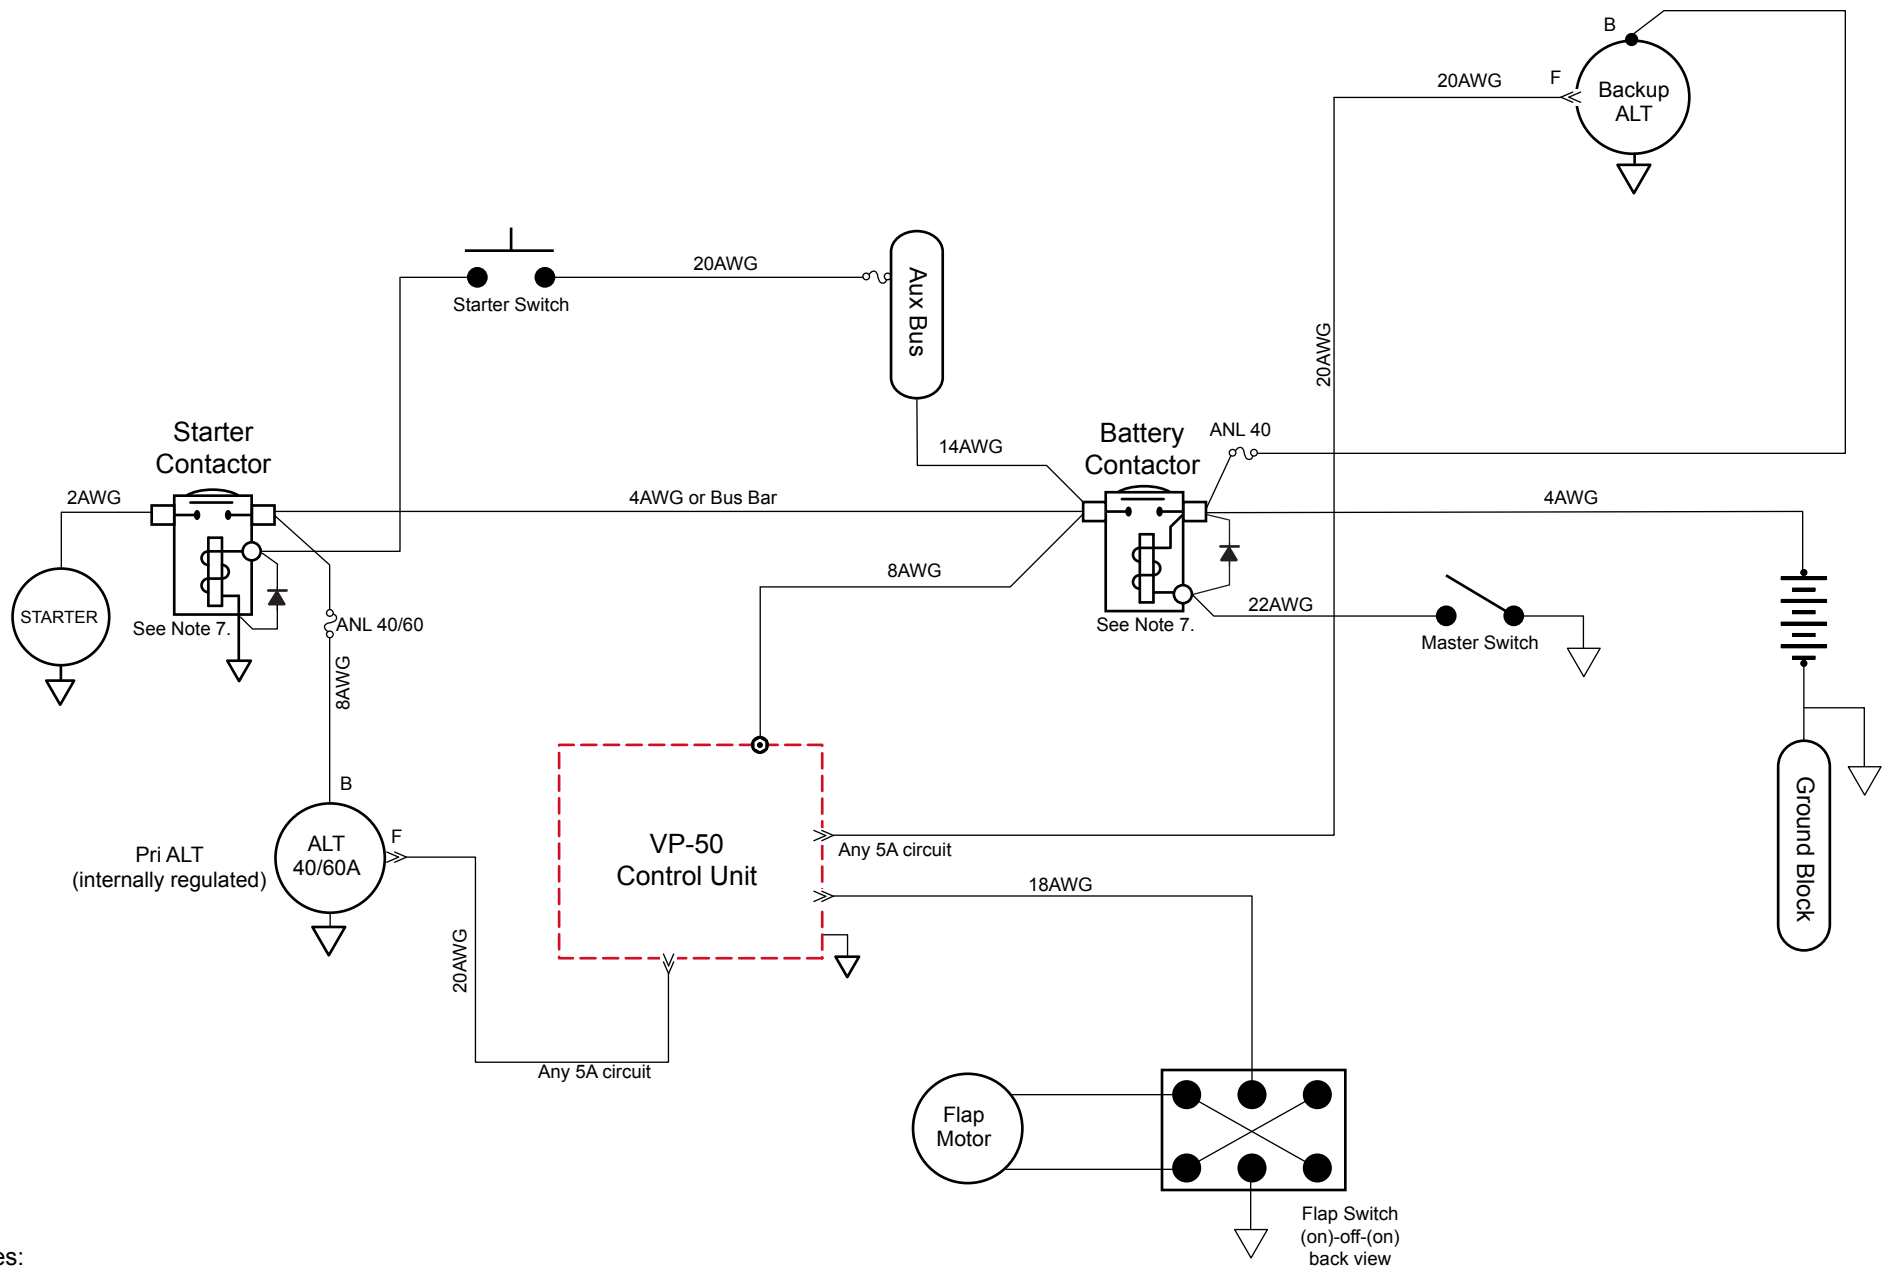 B
20AWG
F
Backup
ALT
20AWG
Starter Switch
Aux Bus
20AWG
Starter
Contactor
14AWG
Battery
Contactor
ANL 40
2AWG
4AWG or Bus Bar
4AWG
8AWG
22AWG
STARTER
See Note 7.
ANL 40/60
See Note 7.
Master Switch
8AWG
B
F
ALT
40/60A
Pri ALT
(internally regulated)
VP-50
Control Unit
Any 5A circuit
18AWG
Ground Block
20AWG
Any 5A circuit
Flap
Motor
Flap Switch
(on)-off-(on)
back view
es: